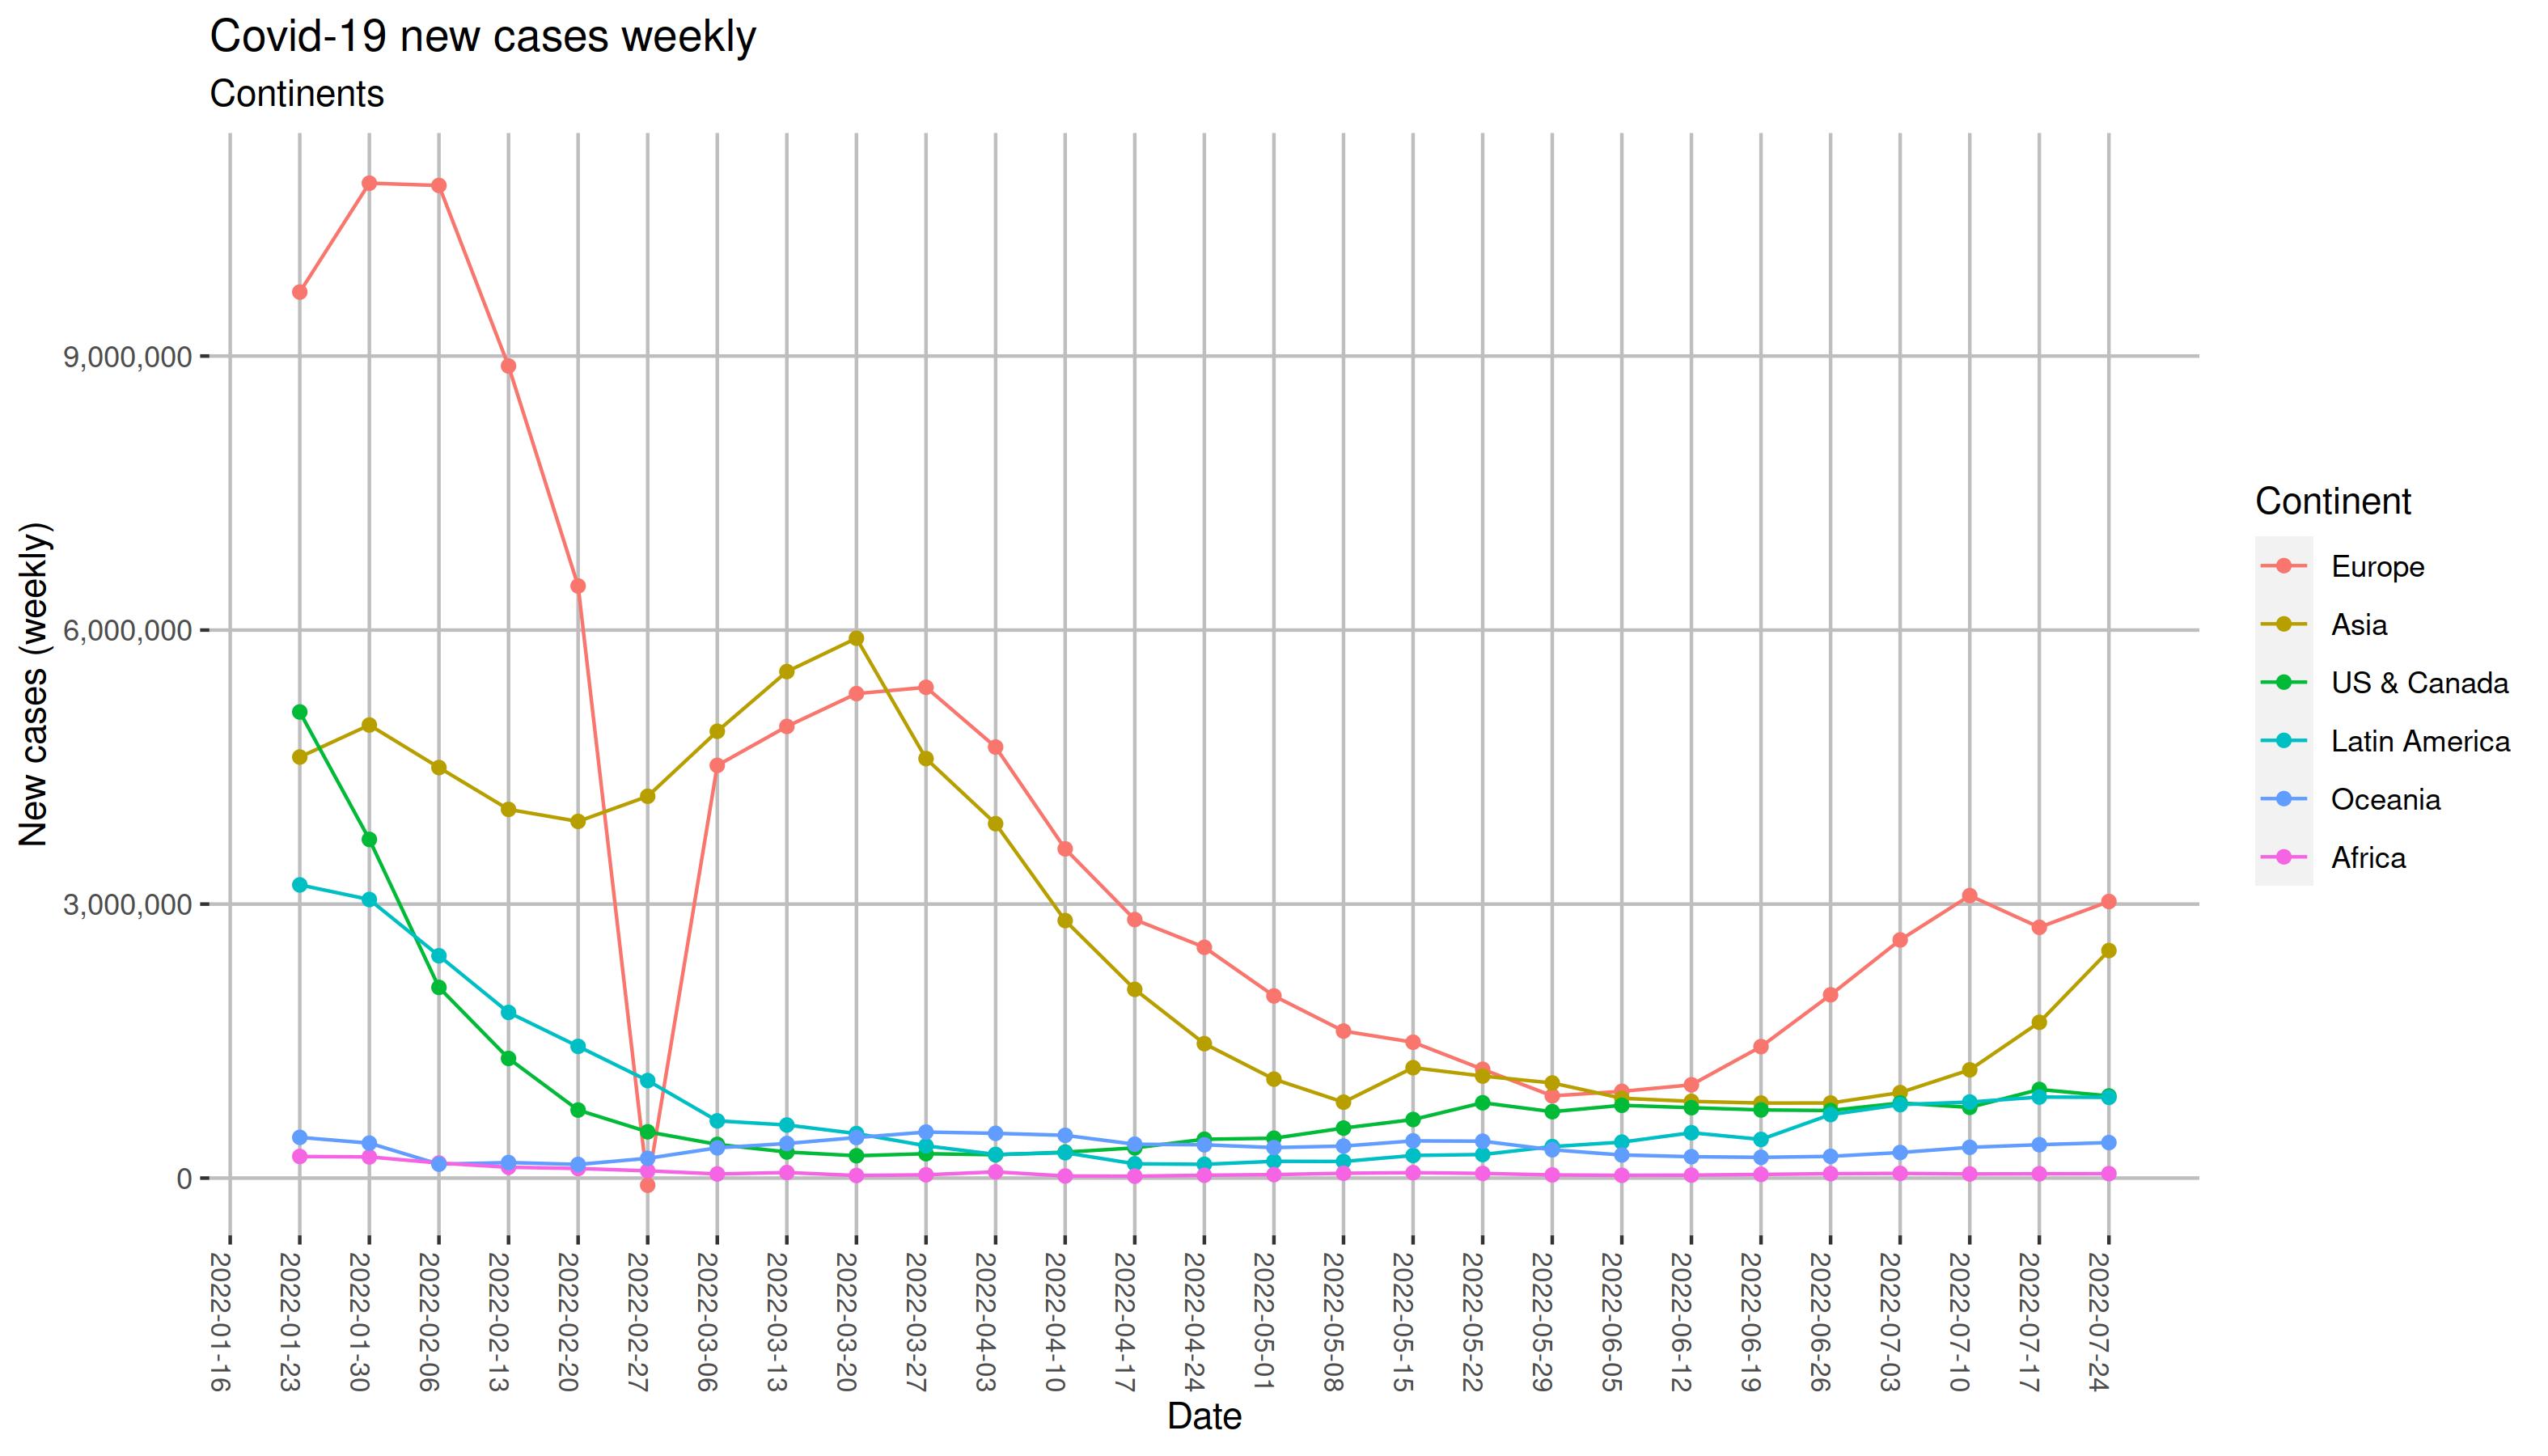 Covid-19 new cases weekly
Continents
New cases (weekly)
9,000,000
6,000,000
3,000,000
0
2022-01-16
2022-01-23
2022-01-30
2022-02-06
2022-02-13
2022-02-20
2022-02-27
2022-03-06
2022-03-13
2022-03-20
2022-03-27
2022-04-03
2022-04-10
2022-04-17
2022-04-24
2022-05-01
2022-05-08
2022-05-15
2022-05-22
2022-05-29
2022-06-05
2022-06-12
2022-06-19
2022-06-26
2022-07-03
2022-07-10
2022-07-17
2022-07-24
Date
Continent
Europe
Asia
US & Canada
Latin America
Oceania
Africa